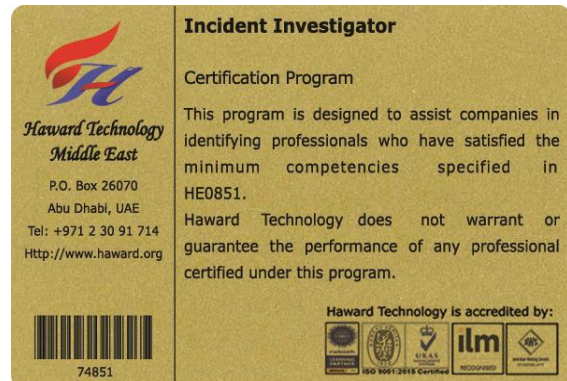 Haward Technology
Middle East
P.O. Box 26070
Abu Dhabi, UAE
Tel: +971 2 30 91 714
Http://www.haward.org
74851
Incident Investigator
Certification Program
This program is designed to assist companies in
identifying professionals who have satisfied the
minimum competencies specified in
HE0851.
Haward Technology does not warrant or
guarantee the performance of any professional
certified under this program.
Haward Technology is accredited by:
UKAS
ISO 9001:2015 Certified
ilm
RECOGNISED
AWS